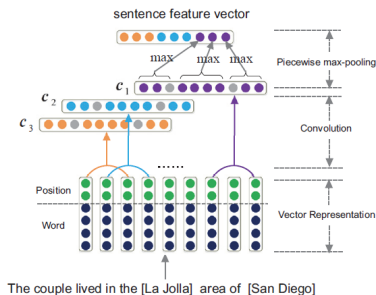 sentence feature vector
max
max
max
Piecewise max-pooling
c1
c2
c3
Convolution
......
Position
Word
Vector Representation
The couple lived in the [La Jolla] area of [San Diego]